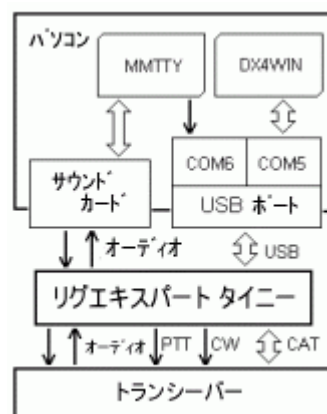 パソコン
MMTTY
DX4WIN
サウンド
カード
COM6
COM5
USB ポート
オーディオ
USB
リグエキスパート タイニー
オーディオ
PTT
CW
CAT
トランシーバー